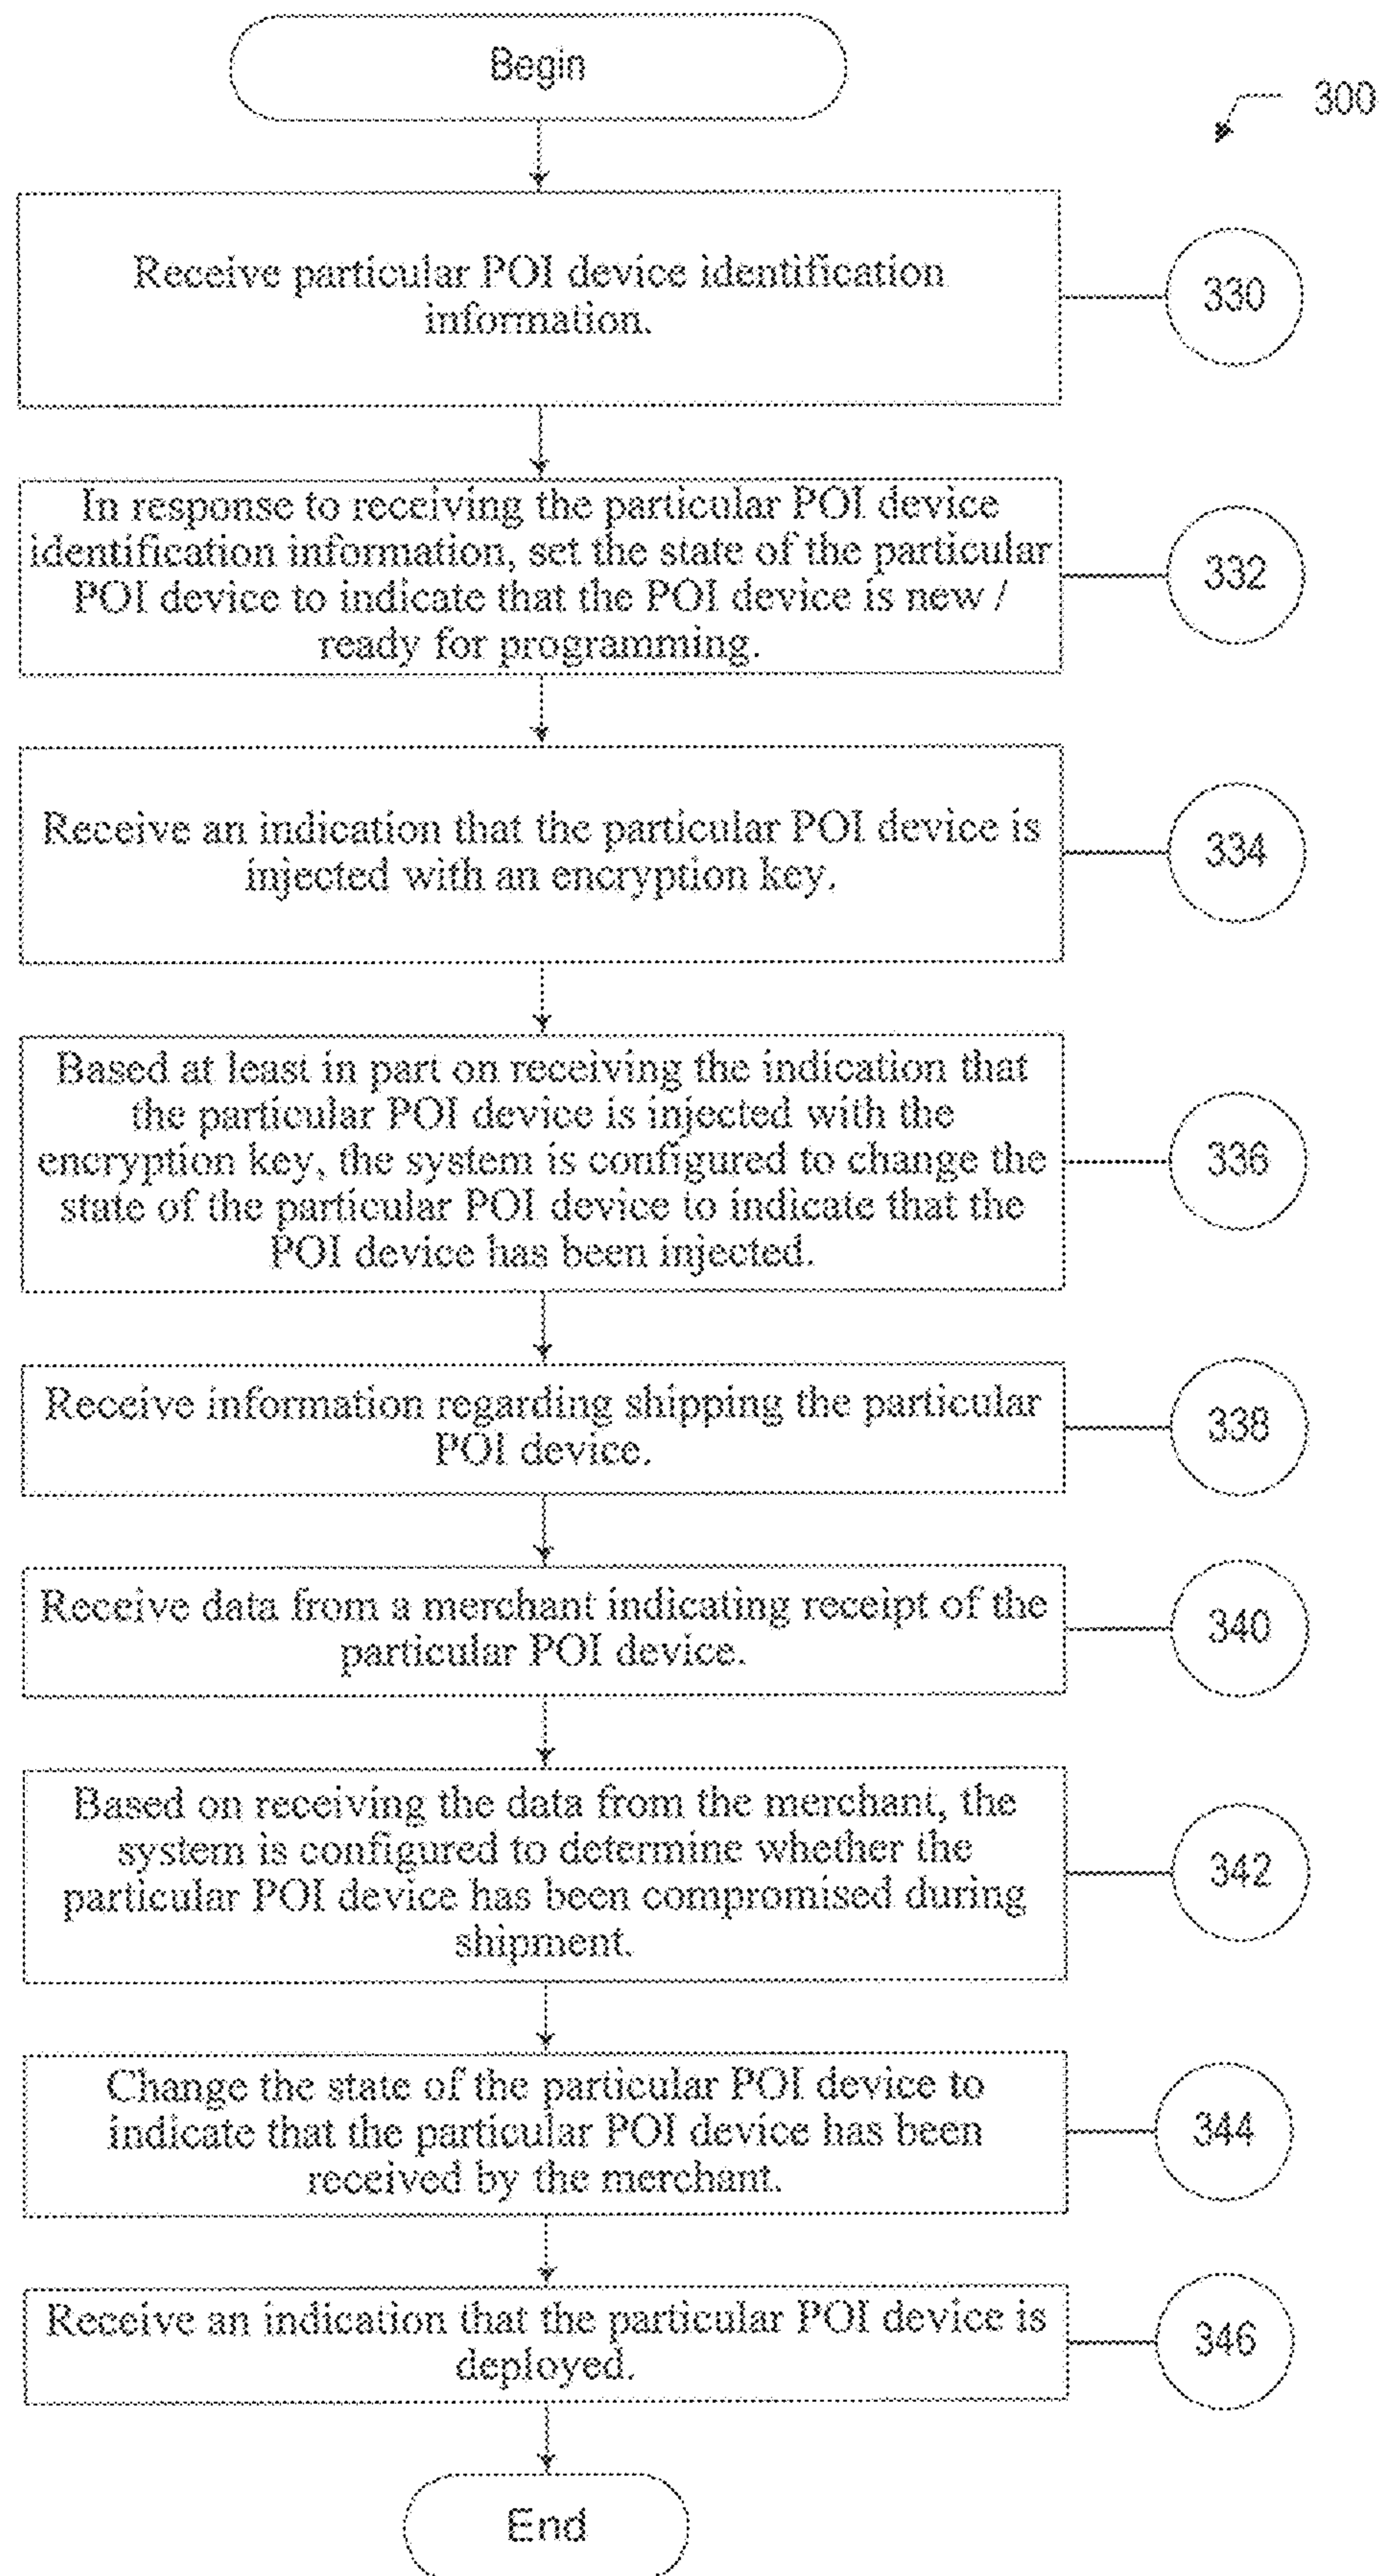 Begin
300
Receive particular POI device identification
information.
330
In response to receiving the particular POI device
identification information, set the state of the particular
POI device to indicate that the POI device is new /
ready for programming.
332
Receive an indication that the particular POI device is
injected with an encryption key.
334
Based at least in part on receiving the indication that
the particular POI device is injected with the
encryption key, the system is configured to change the
state of the particular POI device to indicate that the
POI device has been injected.
336
Receive information regarding shipping the particular
POI device.
338
Receive data from a merchant indicating receipt of the
particular POI device.
340
Based on receiving the data from the merchant, the
system is configured to determine whether the
particular POI device has been compromised during
shipment.
342
Change the state of the particular POI device to
indicate that the particular POI device has been
received by the merchant.
344
Receive an indication that the particular POI device is
deployed.
346
End